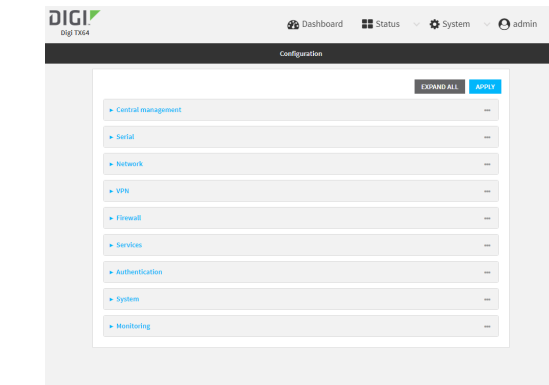 DIGI
Digi TX64
Dashboard
Status
System
admin
Configuration
EXPAND ALL
APPLY
Central management
Serial
Network
VPN
Firewall
Services
Authentication
System
Monitoring